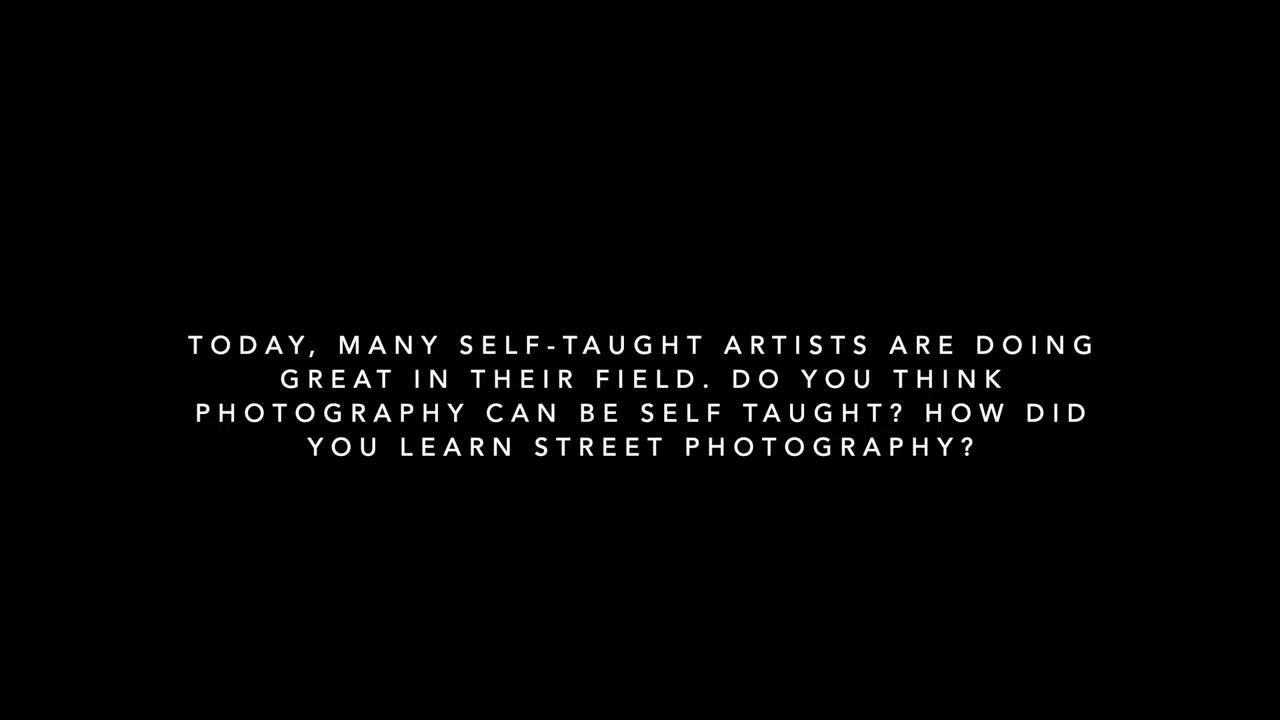 TODAY, MANY SELF-TAUGHT ARTISTS ARE DOING
GREAT IN THEIR FIELD. DO YOU THINK
PHOTOGRAPHY CAN BE SELF TAUGHT? HOW DID
YOU LEARN STREET PHOTOGRAPHY?